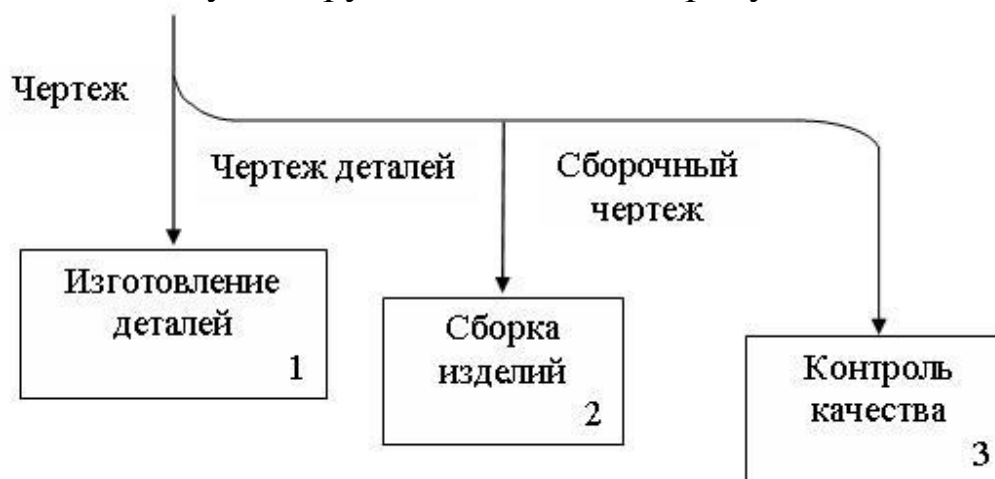 Чертеж
Чертеж деталей
Сборочный
чертеж
Изготовление
деталей
1
Сборка
изделий
2
Контроль
качества
3